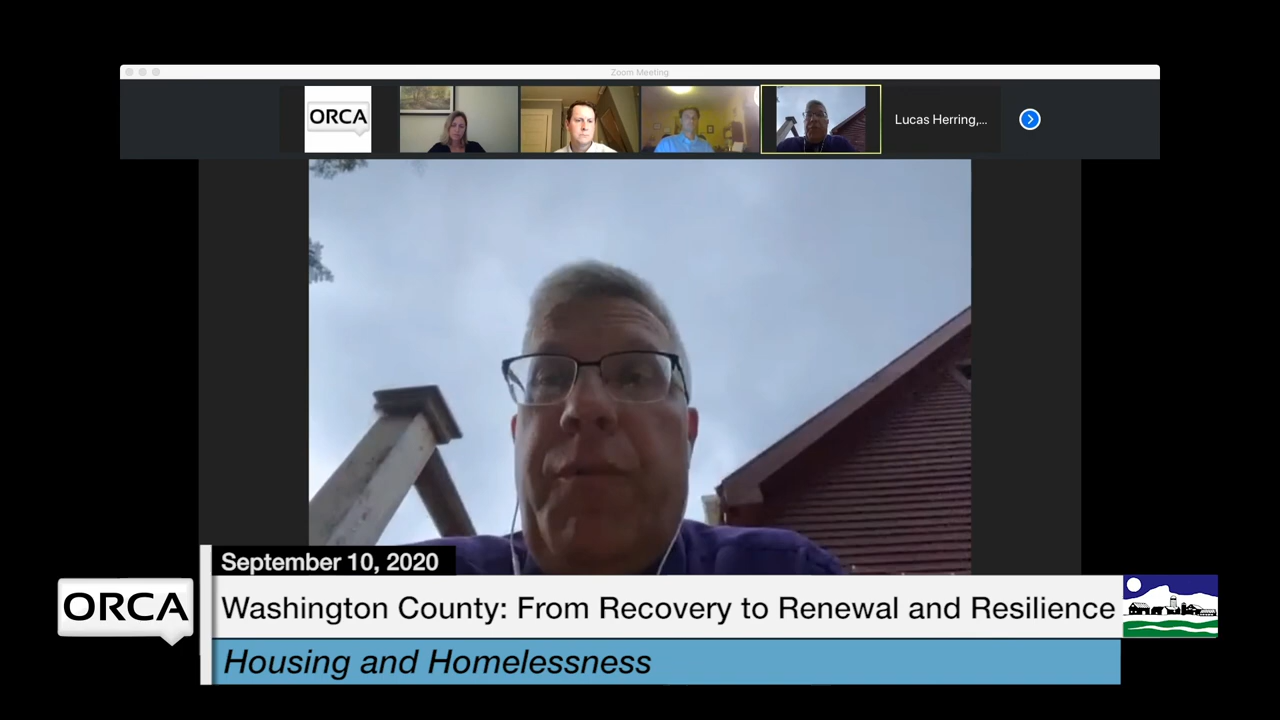 Zoom Meeting
ORCA
Lucas Herring,...
September 10, 2020
ORCA
Washington County: From Recovery to Renewal and Resilience
Housing and Homelessness